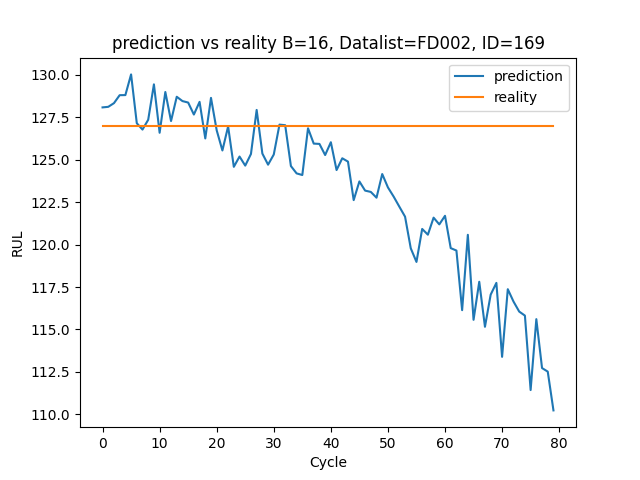 prediction vs reality B=16, Datalist=FD002, ID=169
prediction
reality
130.0
127.5
125.0
122.5
120.0
117.5
115.0
112.5
110.0
RUL
0 10 20 30 40 50 60 70 80
Cycle